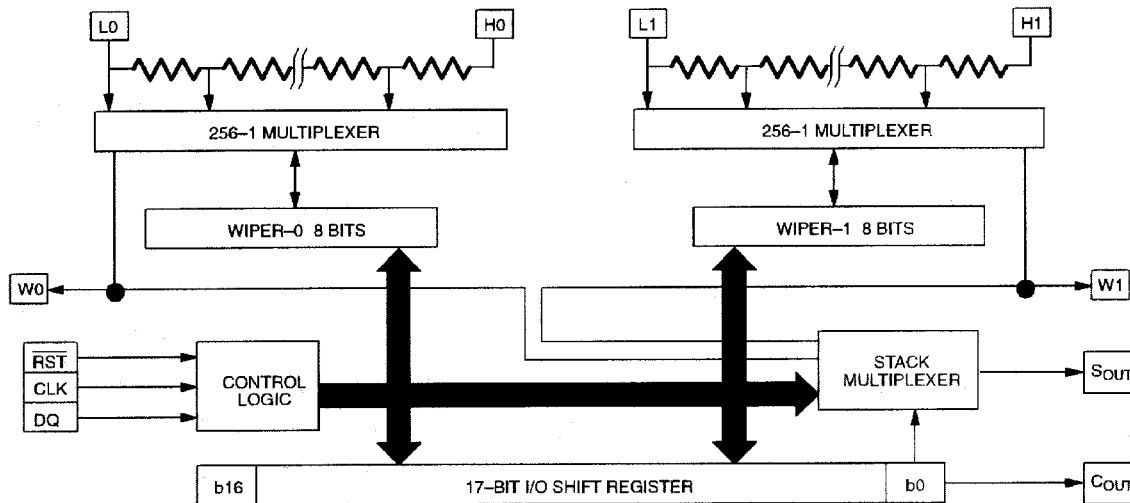 L0
H0
L1
H1
256–1 MULTIPLEXER
256–1 MULTIPLEXER
WIPER–0 8 BITS
WIPER–1 8 BITS
W0
W1
RST
CLK
DQ
CONTROL
LOGIC
STACK
MULTIPLEXER
SOUT
b16
17–BIT I/O SHIFT REGISTER
b0
COUT